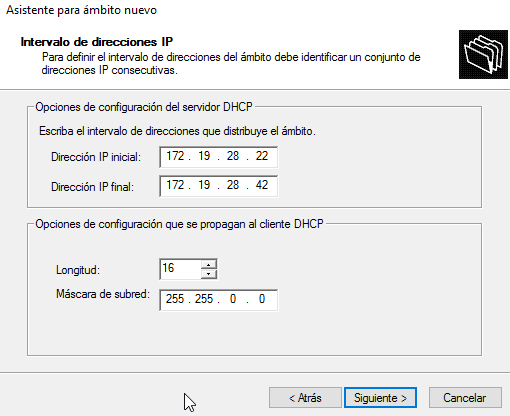 Asistente para ámbito nuevo
Intervalo de direcciones IP
Para definir el intervalo de direcciones del ámbito debe identificar un conjunto de
direcciones IP consecutivas.
Opciones de configuración del servidor DHCP
Escriba el intervalo de direcciones que distribuye el ámbito.
Dirección IP inicial: 172 . 19 . 28 . 22
Dirección IP final: 172 . 19 . 28 . 42
Opciones de configuración que se propagan al cliente DHCP
Longitud: 16
Máscara de subred: 255 . 255 . 0 . 0
< Atrás Siguiente > Cancelar